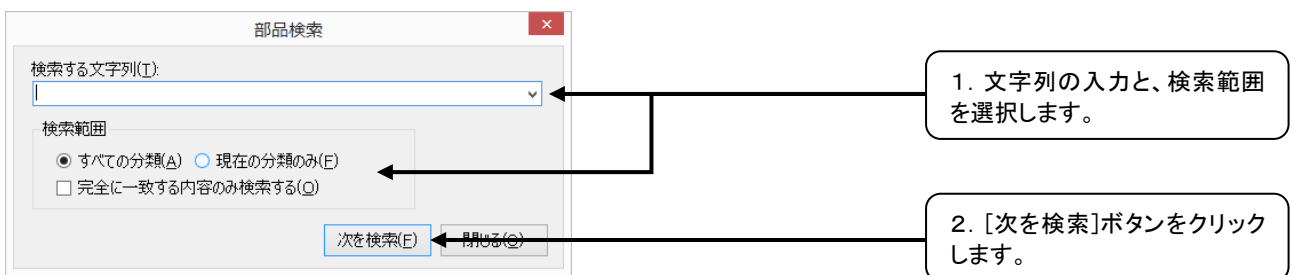 部品検索
検索する文字列(T):
検索範囲
すべての分類(A) 現在の分類のみ(E)
完全に一致する内容のみ検索する(O)
次を検索(F) 閉じる(C)
1. 文字列の入力と、検索範囲
を選択します。
2. [次を検索]ボタンをクリック
します。